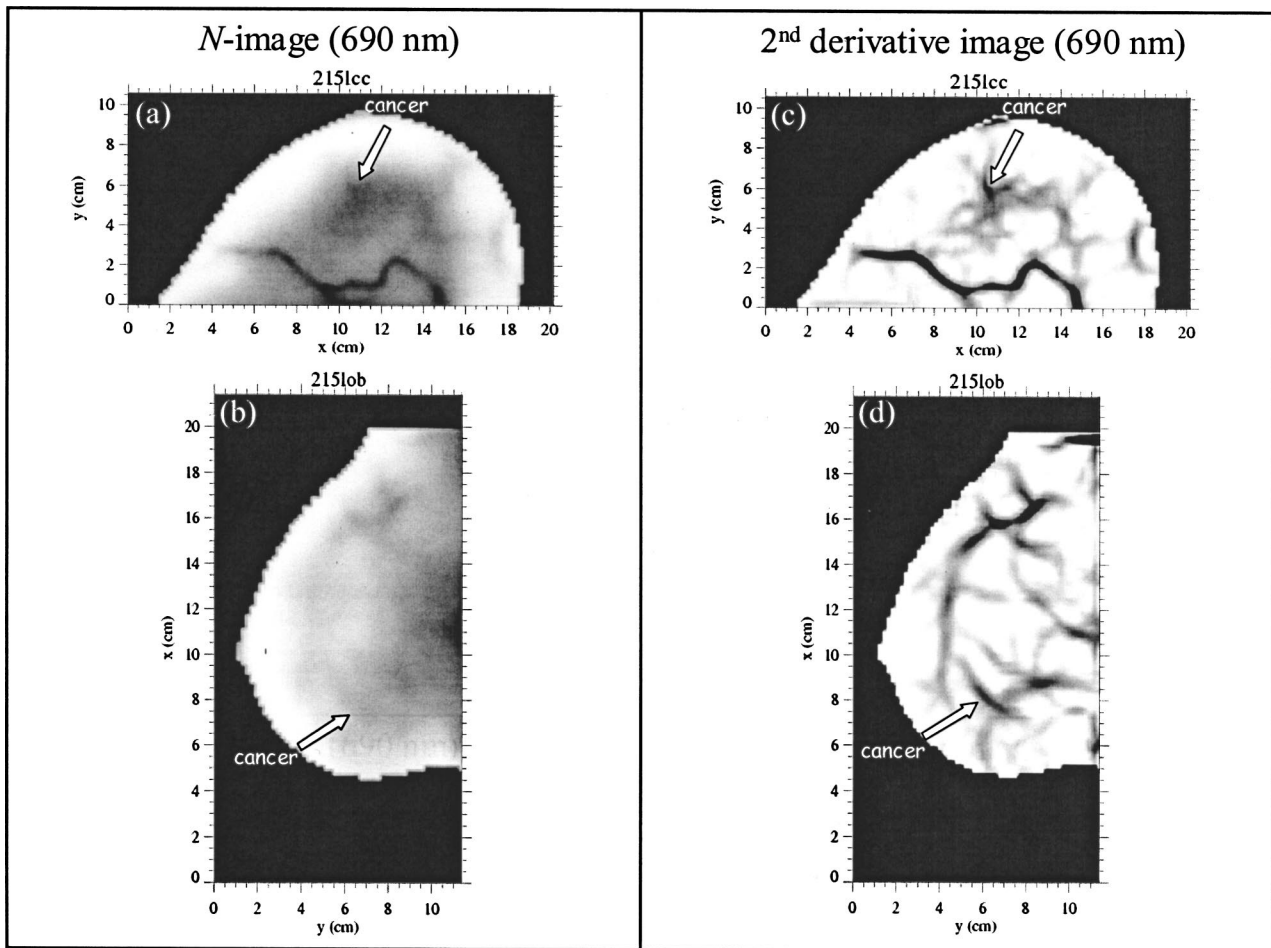 N-image (690 nm)
215lcc
(a)
cancer
10
8
6
4
2
0
y (cm)
0 2 4 6 8 10 12 14 16 18 20
x (cm)
215lob
(b)
20
18
16
14
12
10
8
6
4
2
0
x (cm)
cancer
(690 nm)
0 2 4 6 8 10
y (cm)
2nd derivative image (690 nm)
215lcc
(c)
cancer
10
8
6
4
2
0
y (cm)
0 2 4 6 8 10 12 14 16 18 20
x (cm)
215lob
(d)
20
18
16
14
12
10
8
6
4
2
0
x (cm)
cancer
0 2 4 6 8 10
y (cm)